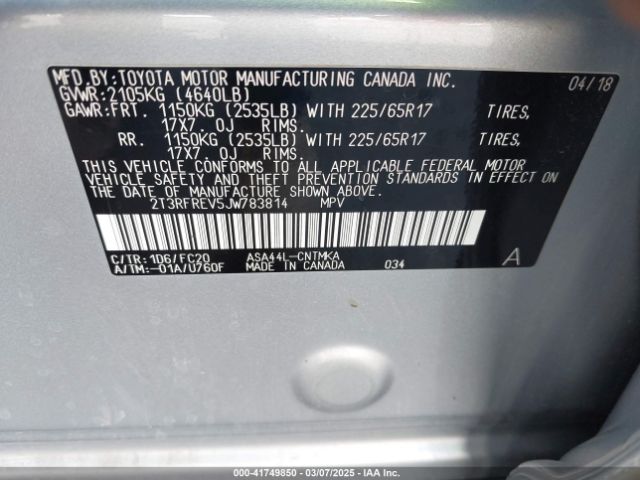 MFD.BY:TOYOTA MOTOR MANUFACTURING CANADA INC. 04/18
GVWR:2105KG (4640LB)
GAWR:FRT. 1150KG (2535LB) WITH 225/65R17 TIRES,
17X7. 0J RIMS.
RR. 1150KG (2535LB) WITH 225/65R17 TIRES,
17X7. 0J RIMS.
THIS VEHICLE CONFORMS TO ALL APPLICABLE FEDERAL MOTOR
VEHICLE SAFETY STANDARDS IN EFFECT ON
THE DATE OF MANUFACTURE SHOWN ABOVE.
2T3RFREV5JW783814 MPV
C/TR:1D6/FC20 ASA44L-CNTMKA
A/TM:-01A/U760F MADE IN CANADA 034 A
000-41749850 - 03/07/2025 - IAA Inc.